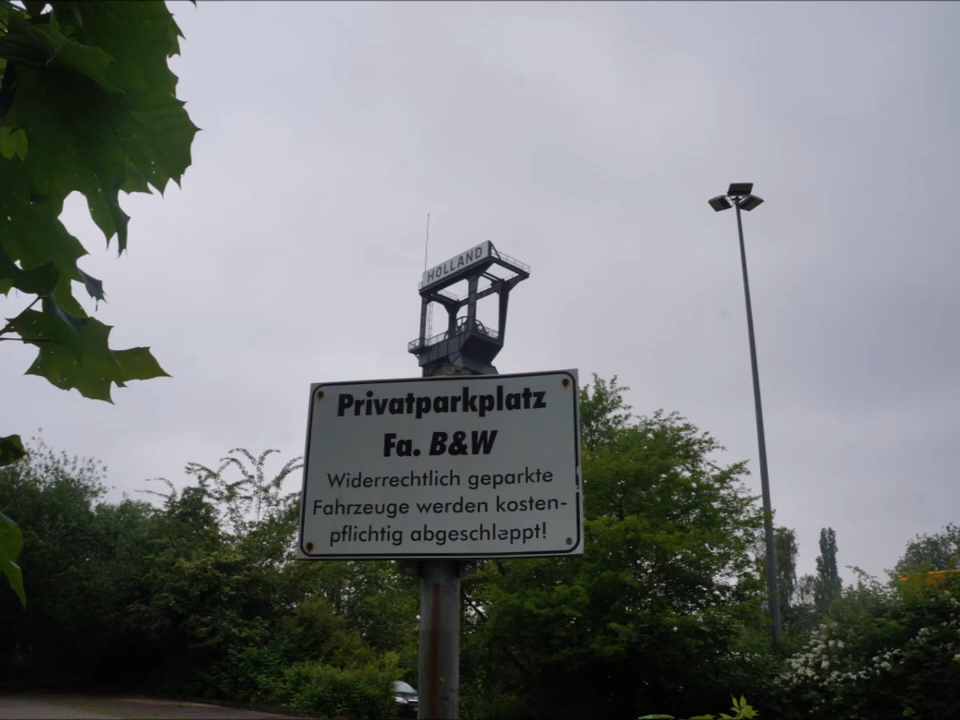 HOLLAND
Privatparkplatz
Fa. B&W
Widerrechtlich geparkte
Fahrzeuge werden kosten-
pflichtig abgeschleppt!